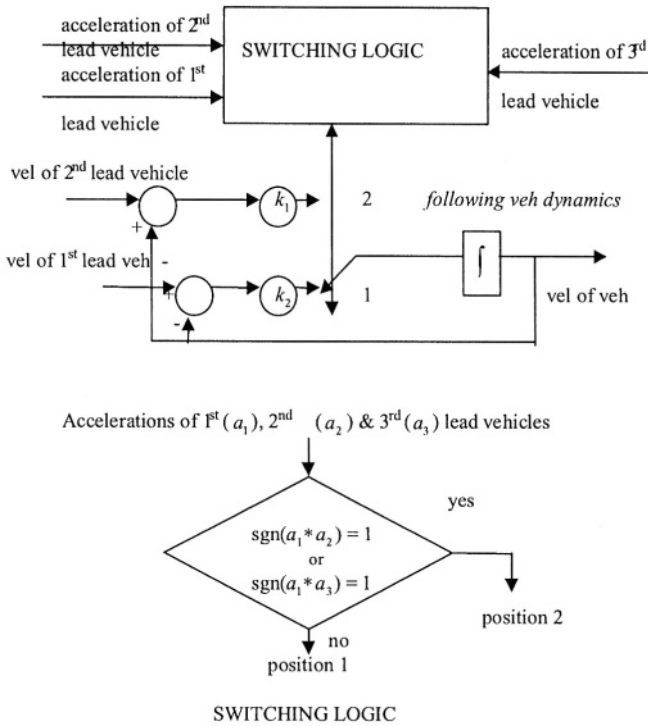 acceleration of 2nd
lead vehicle
acceleration of 1st
lead vehicle
SWITCHING LOGIC
acceleration of 3rd
lead vehicle
vel of 2nd lead vehicle
+
k1
2
following veh dynamics
vel of 1st lead veh -
+
k2
1
∫
vel of veh
-
Accelerations of 1st (a1), 2nd (a2) & 3rd (a3) lead vehicles
yes
sgn(a1*a2) = 1
or
sgn(a1*a3) = 1
position 2
no
position 1
SWITCHING LOGIC